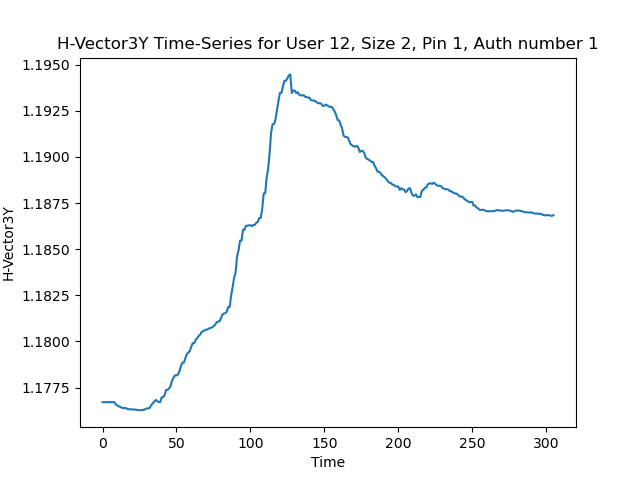 H-Vector3Y Time-Series for User 12, Size 2, Pin 1, Auth number 1
1.1950
1.1925
1.1900
1.1875
1.1850
1.1825
1.1800
1.1775
H-Vector3Y
0 50 100 150 200 250 300
Time